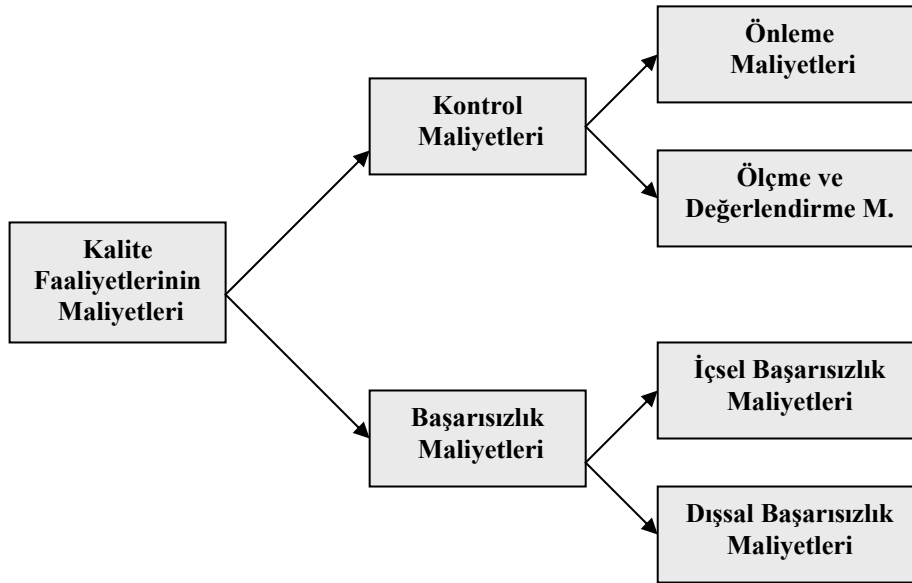 Önleme
Maliyetleri
Kontrol
Maliyetleri
Ölçme ve
Değerlendirme M.
Kalite
Faaliyetlerinin
Maliyetleri
İçsel Başarısızlık
Maliyetleri
Başarısızlık
Maliyetleri
Dışsal Başarısızlık
Maliyetleri